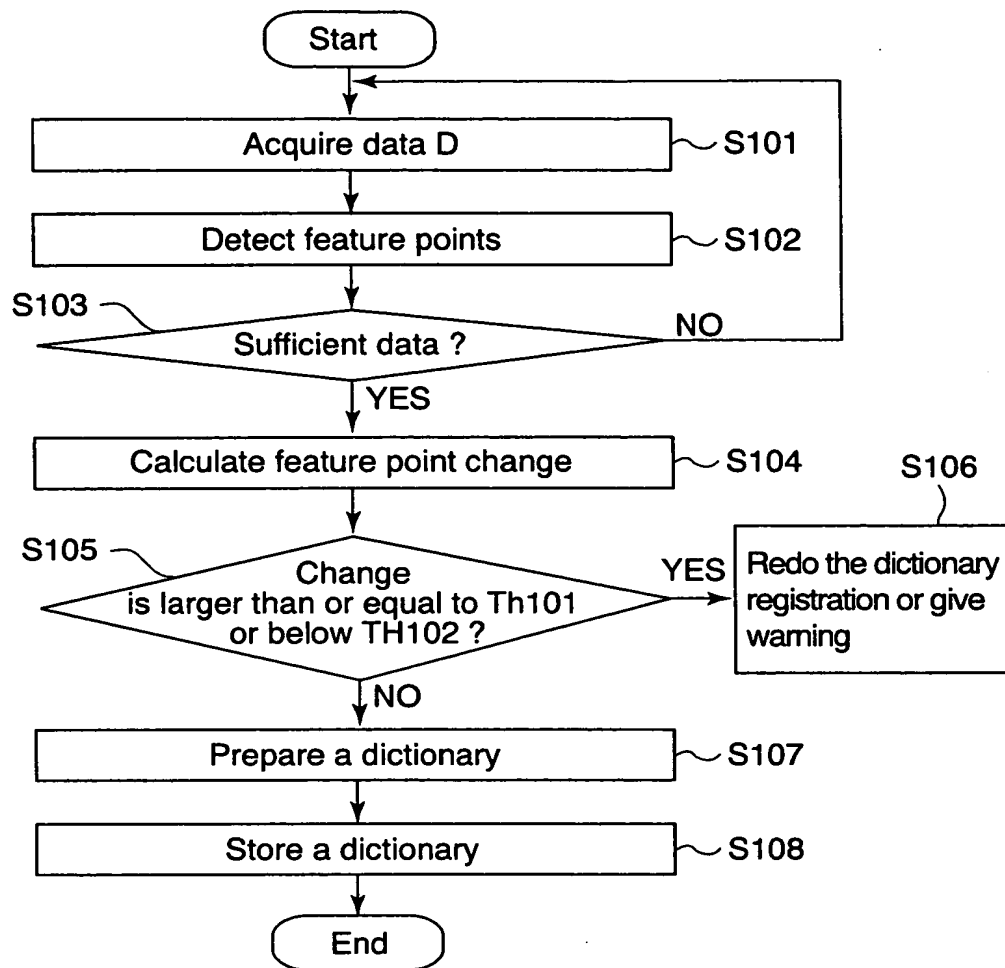 Start
Acquire data D
S101
Detect feature points
S102
S103
Sufficient data ?
NO
YES
Calculate feature point change
S104
S105
Change
is larger than or equal to Th101
or below TH102 ?
YES
S106
Redo the dictionary
registration or give
warning
NO
Prepare a dictionary
S107
Store a dictionary
S108
End